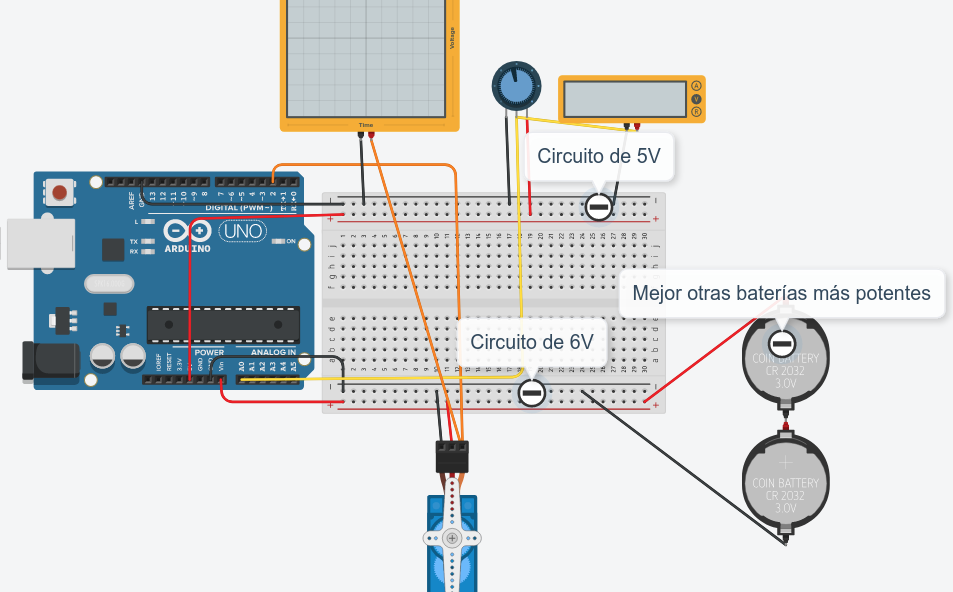 Voltage
Time
A
V
R
Circuito de 5V
AREF
13
12
~11
~10
~9
8
7
~6
~5
4
~3
2
TX→1
RX←0
DIGITAL (PWM~)
L
TX
RX
UNO
ON
ARDUINO
Mejor otras baterías más potentes
Circuito de 6V
POWER
ANALOG IN
IOREF
RESET
3.3V
GND
Vin
A0
A1
A2
A3
A4
A5
COIN BATTERY
CR 2032
3.0V
COIN BATTERY
CR 2032
3.0V